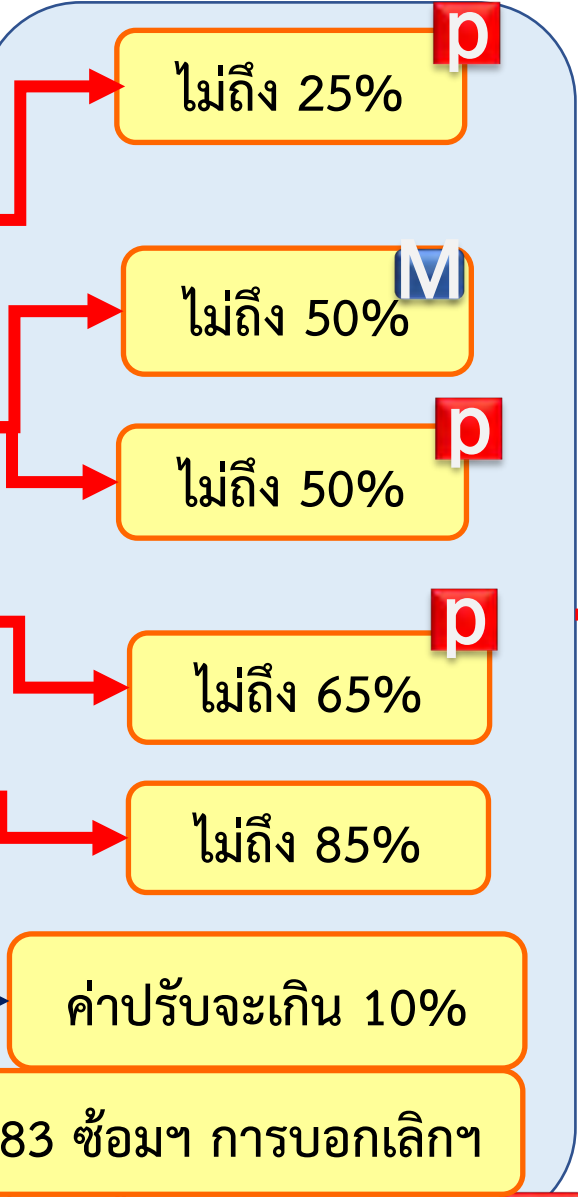 p
ไม่ถึง 25%
M
ไม่ถึง 50%
p
ไม่ถึง 50%
p
ไม่ถึง 65%
ไม่ถึง 85%
ค่าปรับจะเกิน 10%
83 ซ้อมฯ การบอกเลิกฯ